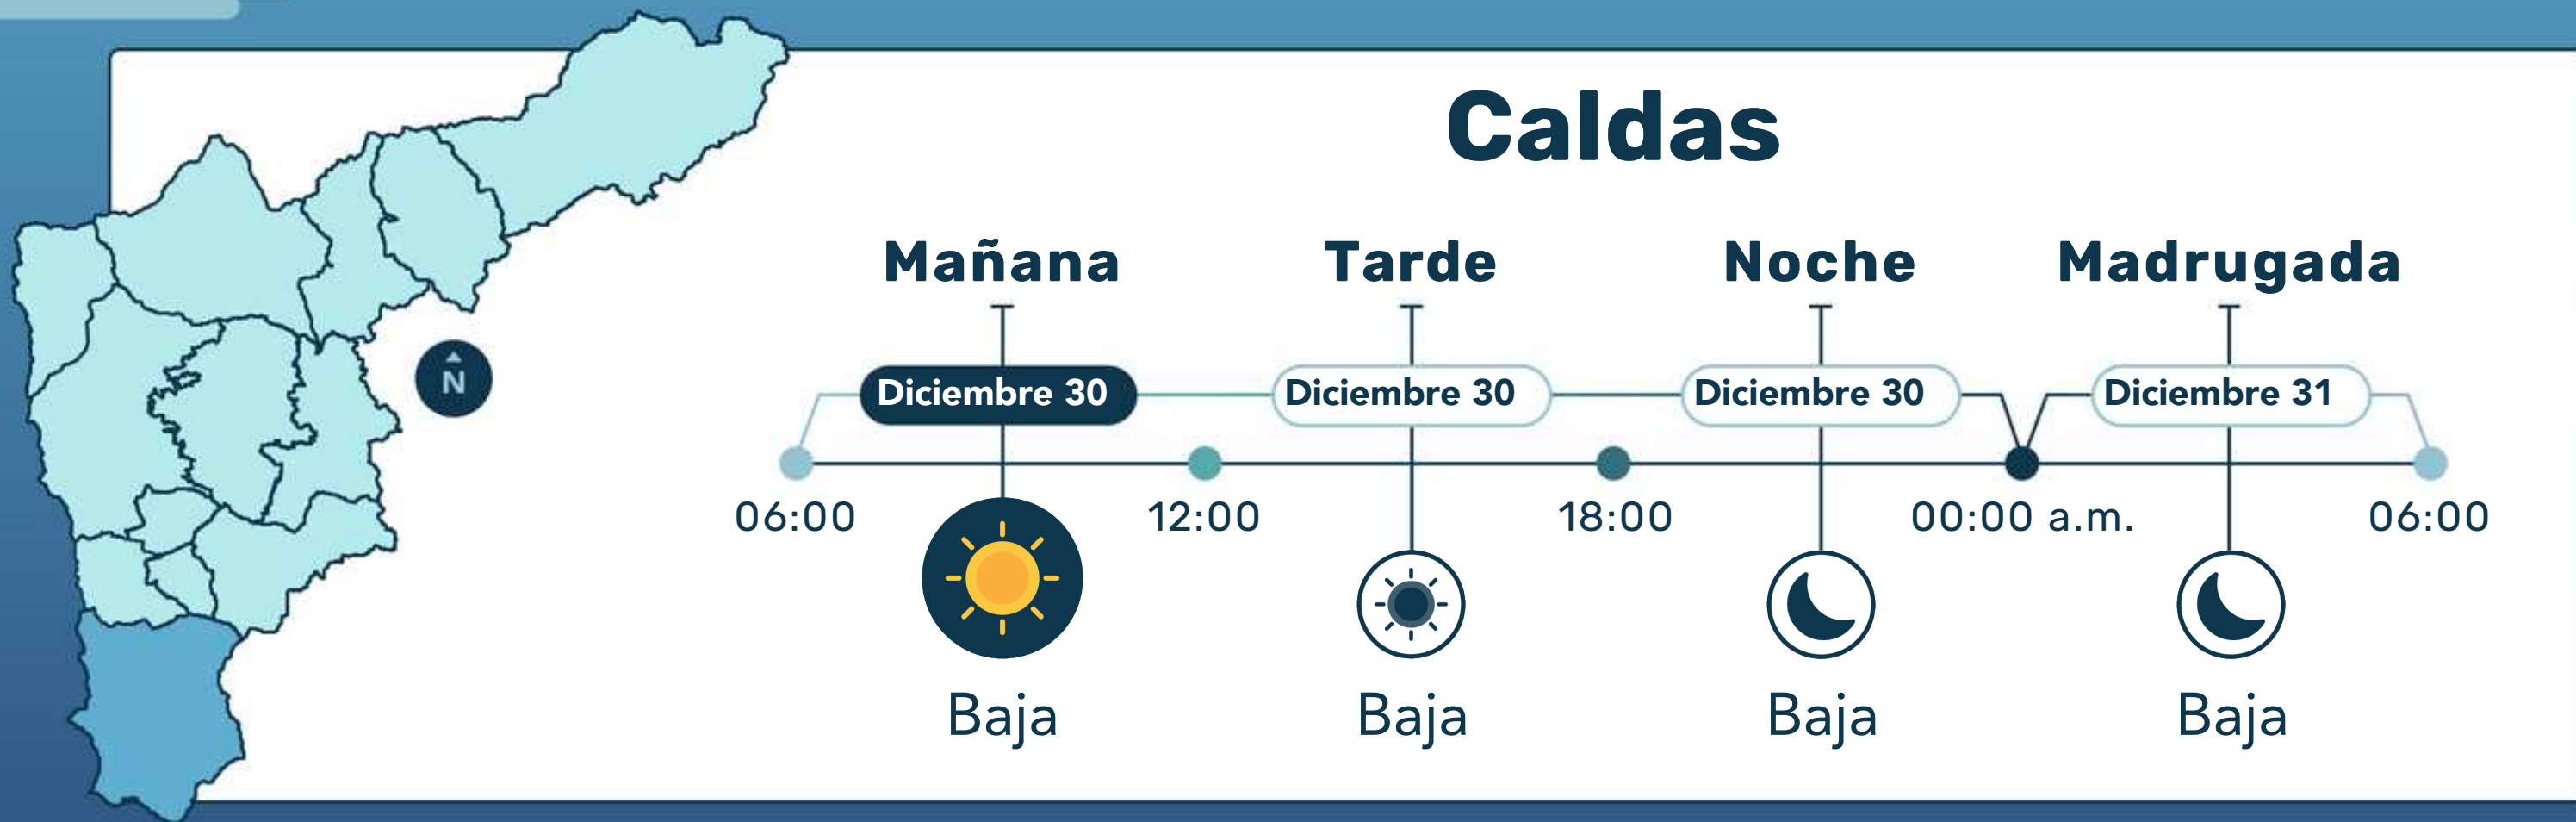 Caldas
Mañana Tarde Noche Madrugada
Diciembre 30 Diciembre 30 Diciembre 30 Diciembre 31
N
06:00 12:00 18:00 00:00 a.m. 06:00
Baja Baja Baja Baja